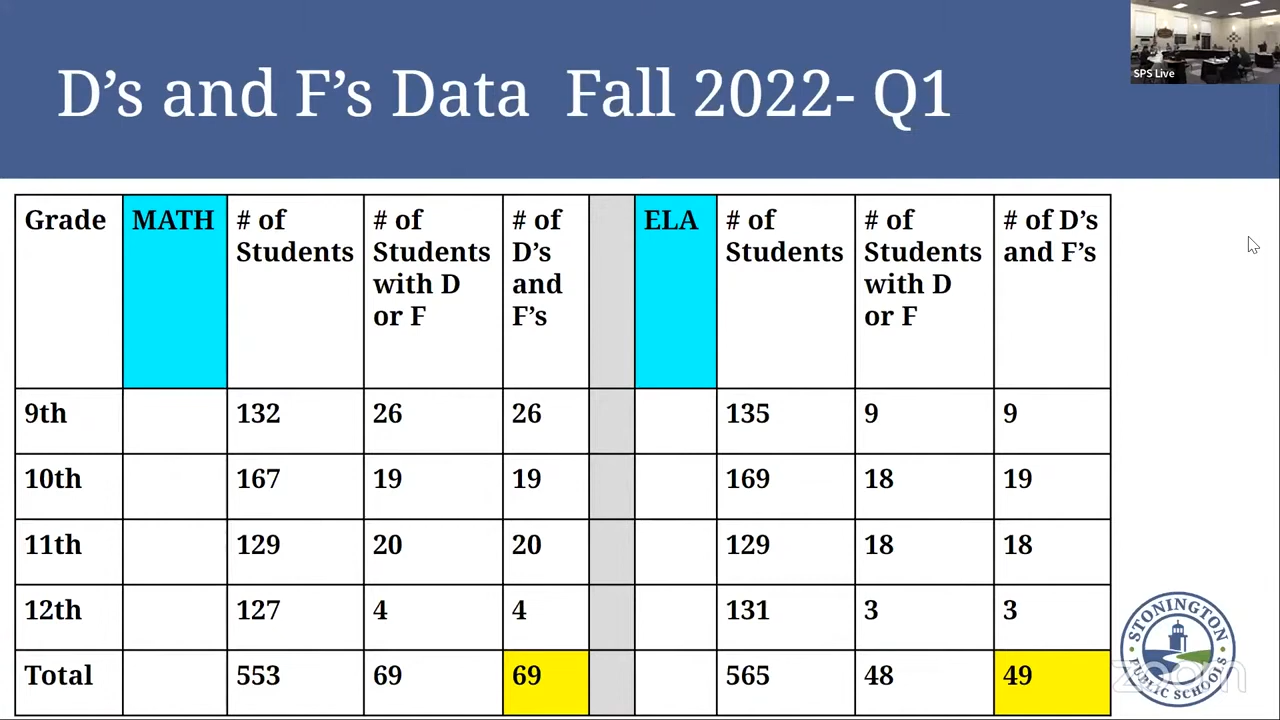 SPS Live
D’s and F’s Data Fall 2022- Q1
Grade MATH # of Students # of Students with D or F # of D’s and F’s ELA # of Students # of Students with D or F # of D’s and F’s
9th 132 26 26 135 9 9
10th 167 19 19 169 18 19
11th 129 20 20 129 18 18
12th 127 4 4 131 3 3
Total 553 69 69 565 48 49
STONINGTON
PUBLIC SCHOOLS
zoom